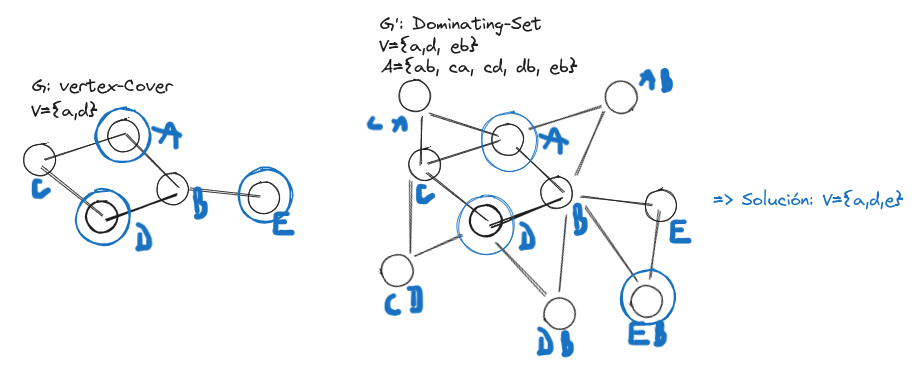 G: vertex-Cover
V={a,d}
A
C
B
D
E
G': Dominating-Set
V={a,d, eb}
A={ab, ca, cd, db, eb}
CA
AB
A
C
B
D
E
CD
DB
EB
=> Solución: V={a,d,e}